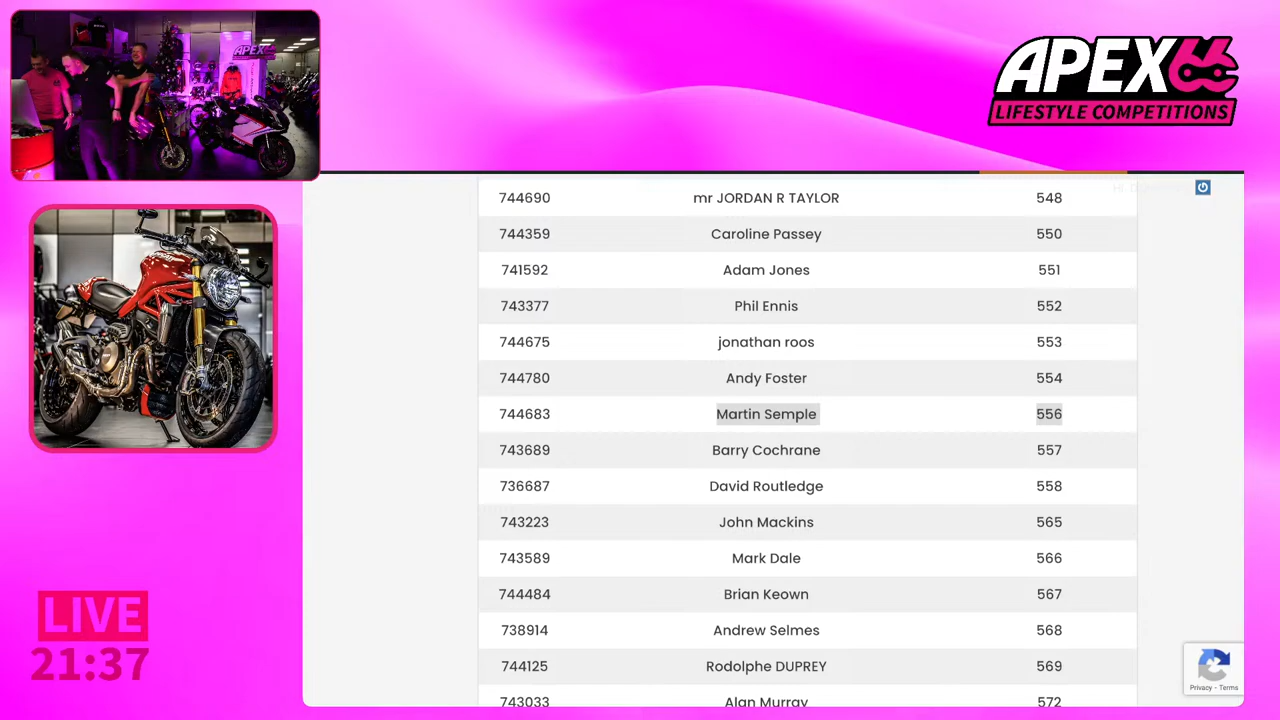 APEX
APEX66
LIFESTYLE COMPETITIONS
744690 mr JORDAN R TAYLOR 548
744359 Caroline Passey 550
741592 Adam Jones 551
743377 Phil Ennis 552
744675 jonathan roos 553
744780 Andy Foster 554
744683 Martin Semple 556
743689 Barry Cochrane 557
736687 David Routledge 558
743223 John Mackins 565
743589 Mark Dale 566
744484 Brian Keown 567
738914 Andrew Selmes 568
744125 Rodolphe DUPREY 569
743033 Alan Murray 572
LIVE
21:37
Privacy - Terms